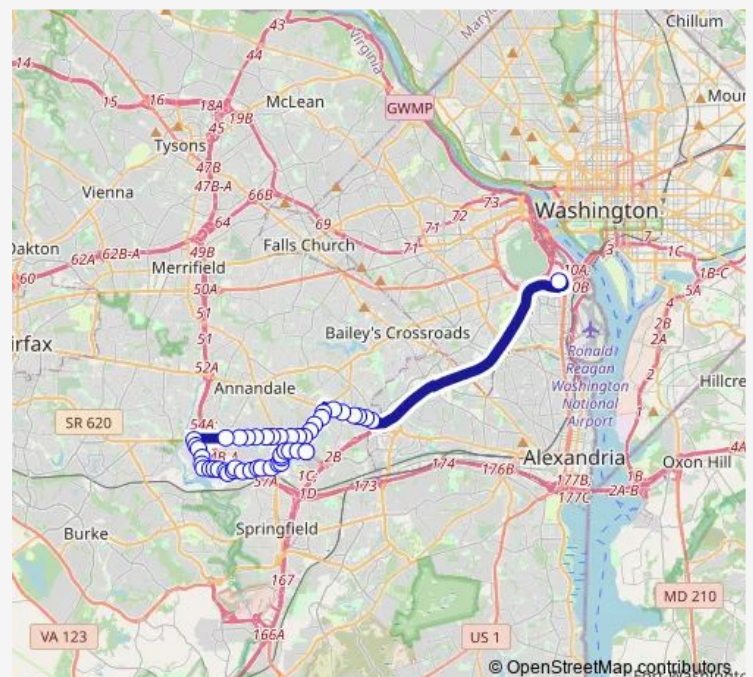 Chillum
43
14
Virginia
44
15
16
18A
McLean
GWMP
19B
45
Tysons
47B
47B-A
66B
Vienna
73
72
Washington
64
69
71
71
Oakton
62A
62B-A
49B
Falls Church
3
7
1C
60
Merrifield
10A
1B-C
50A
0B
5A
51
4
irfax
51
Bailey's Crossroads
2B
2A
Ronald
Reagan
Washington
National
Airport
52A
2
Hillcre
Annandale
SR 620
1
54A
2B
Alexandria
174
176B
Oxon Hill
4A
57A
1C
1D
173
177B
177C
1B
2A-B
Springfield
Burke
167
MD 210
VA 123
166A
US 1
© OpenStreetMap contributors